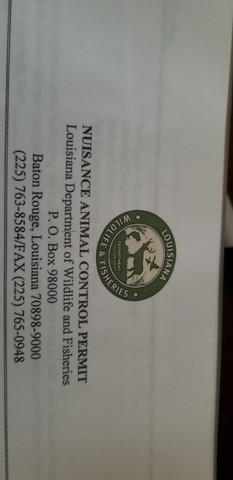 LOUISIANA
DEPARTMENT
WILDLIFE & FISHERIES
NUISANCE ANIMAL CONTROL PERMIT
Louisiana Department of Wildlife and Fisheries
P. O. Box 98000
Baton Rouge, Louisiana 70898-9000
(225) 763-8584/FAX (225) 765-0948